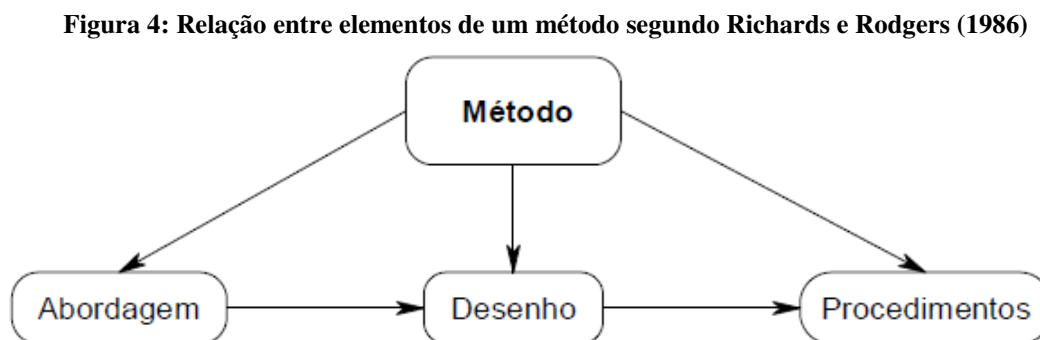 Figura 4: Relação entre elementos de um método segundo Richards e Rodgers (1986)
Método
Abordagem
Desenho
Procedimentos